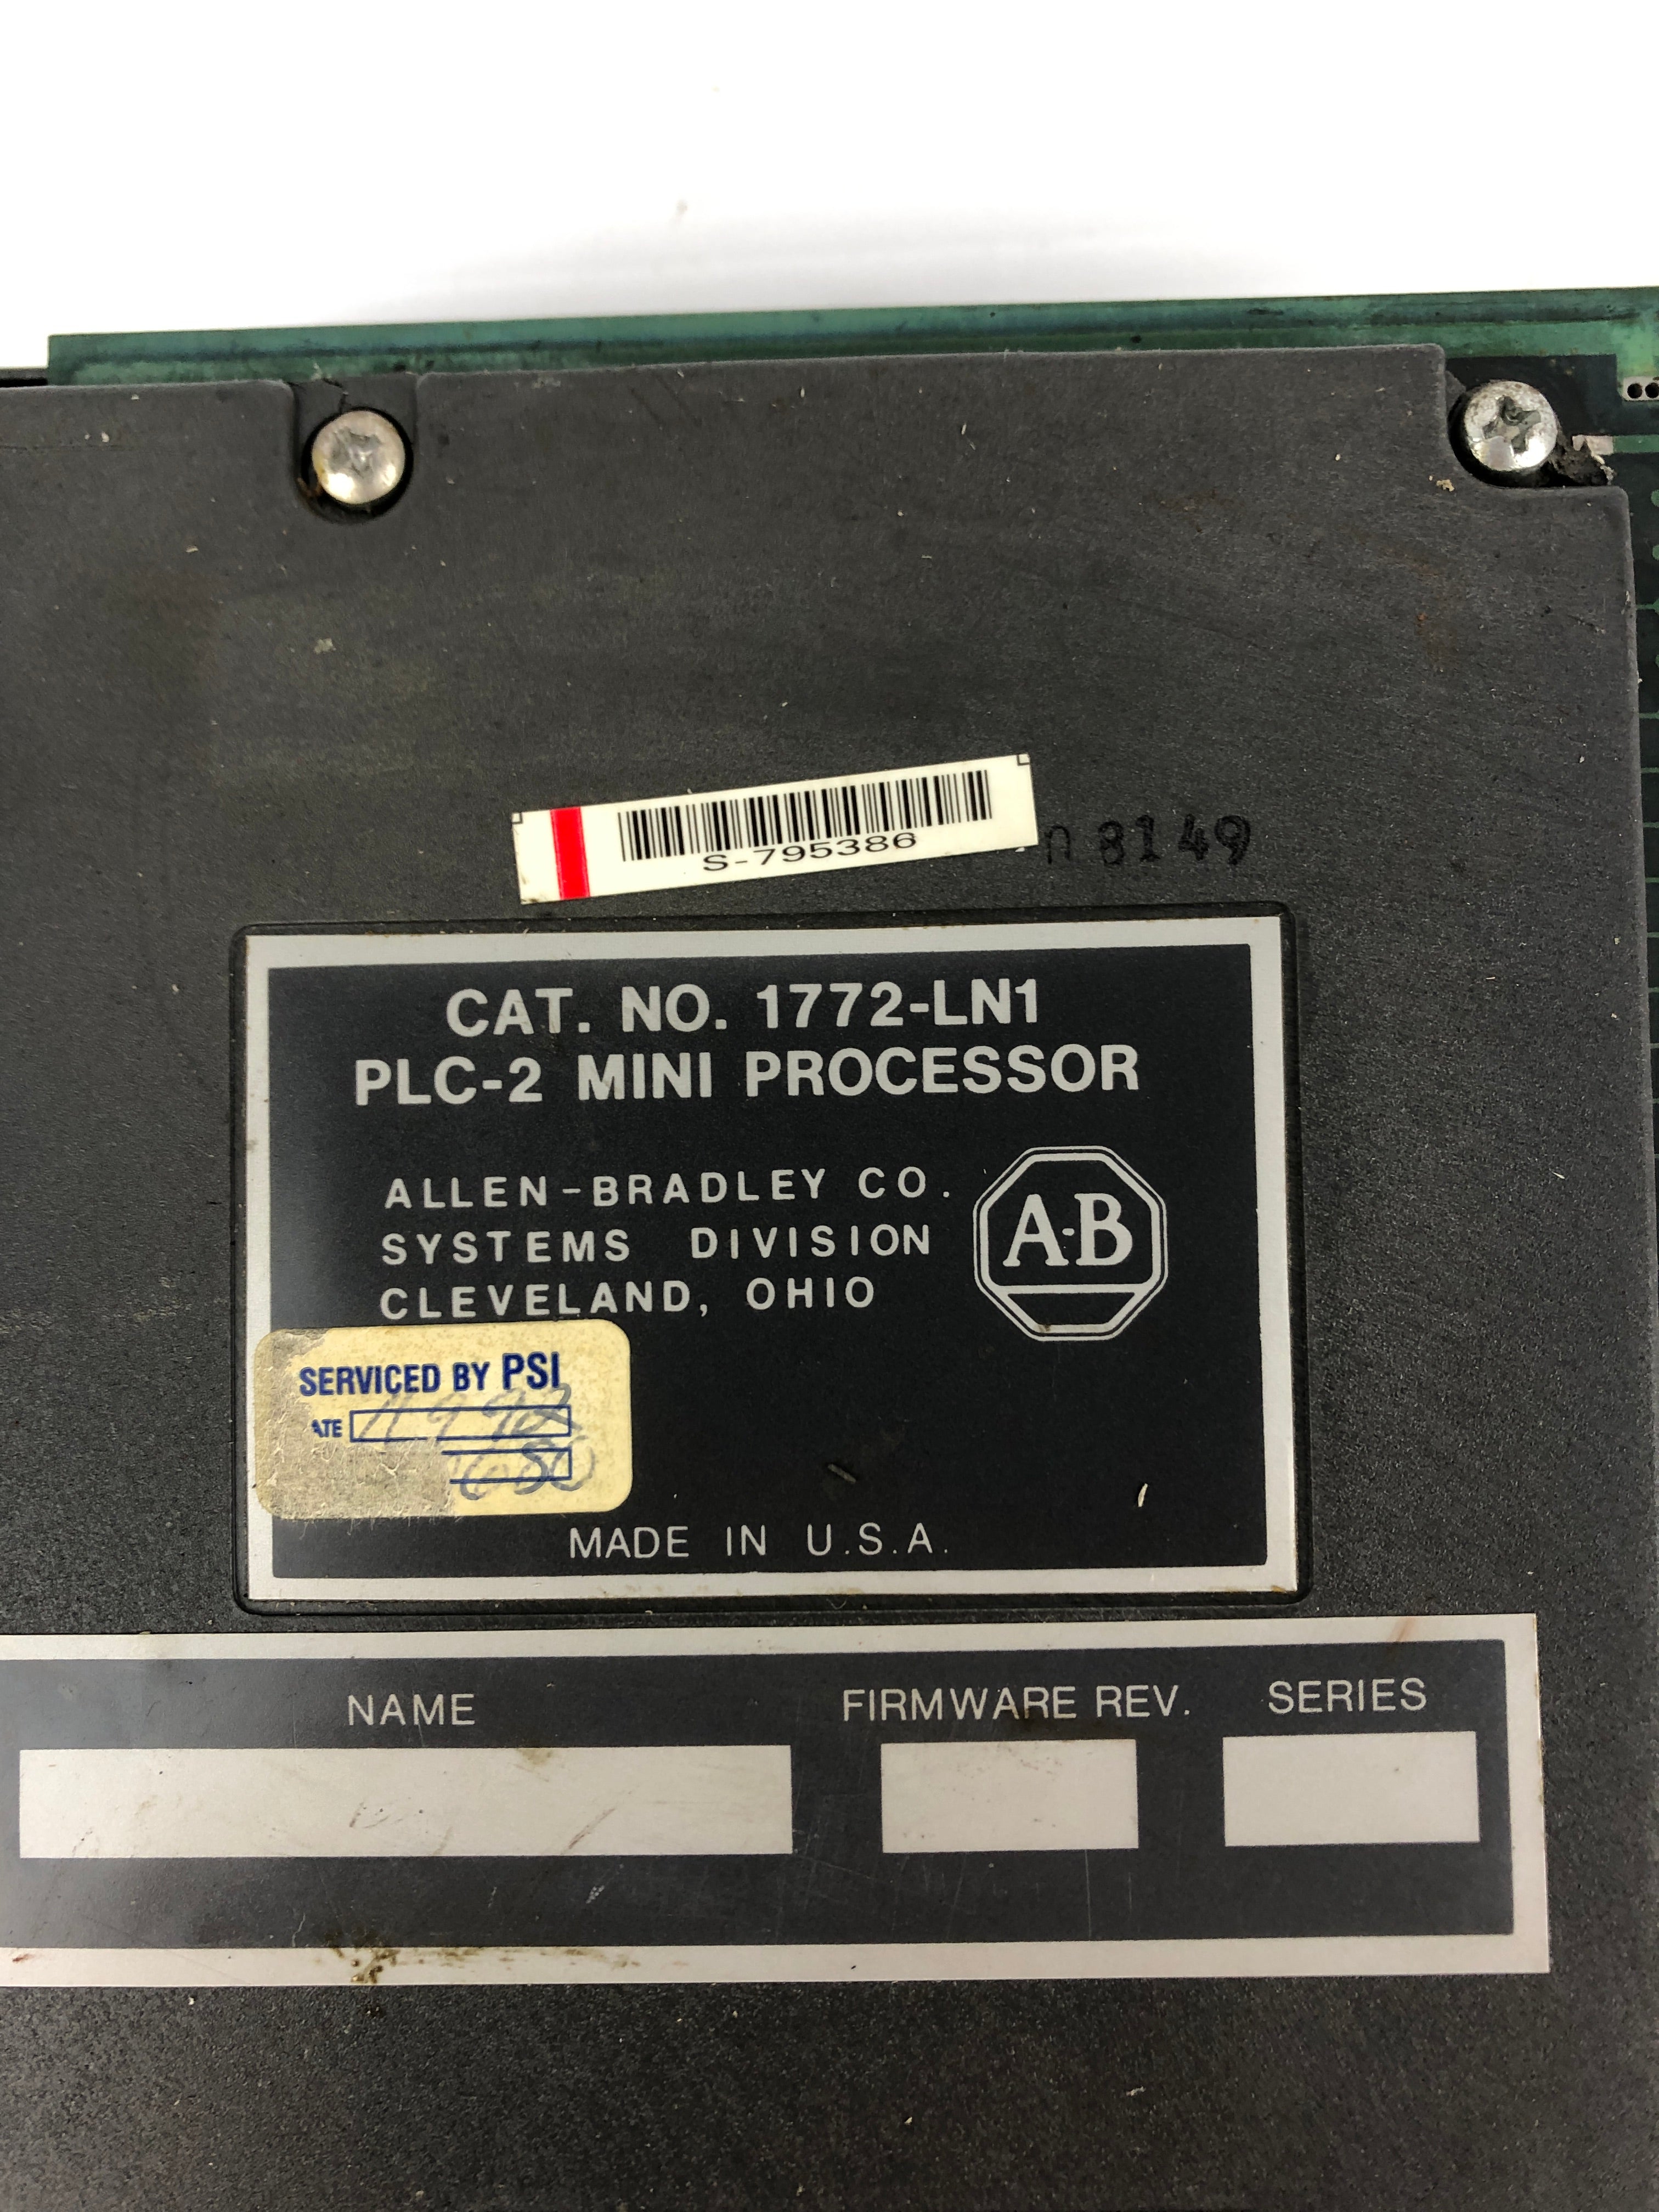 S-795386
n 8149
CAT. NO. 1772-LN1
PLC-2 MINI PROCESSOR
ALLEN-BRADLEY CO.
SYSTEMS DIVISION
CLEVELAND, OHIO
A-B
SERVICED BY PSI
ATE
MADE IN U.S.A.
NAME FIRMWARE REV. SERIES